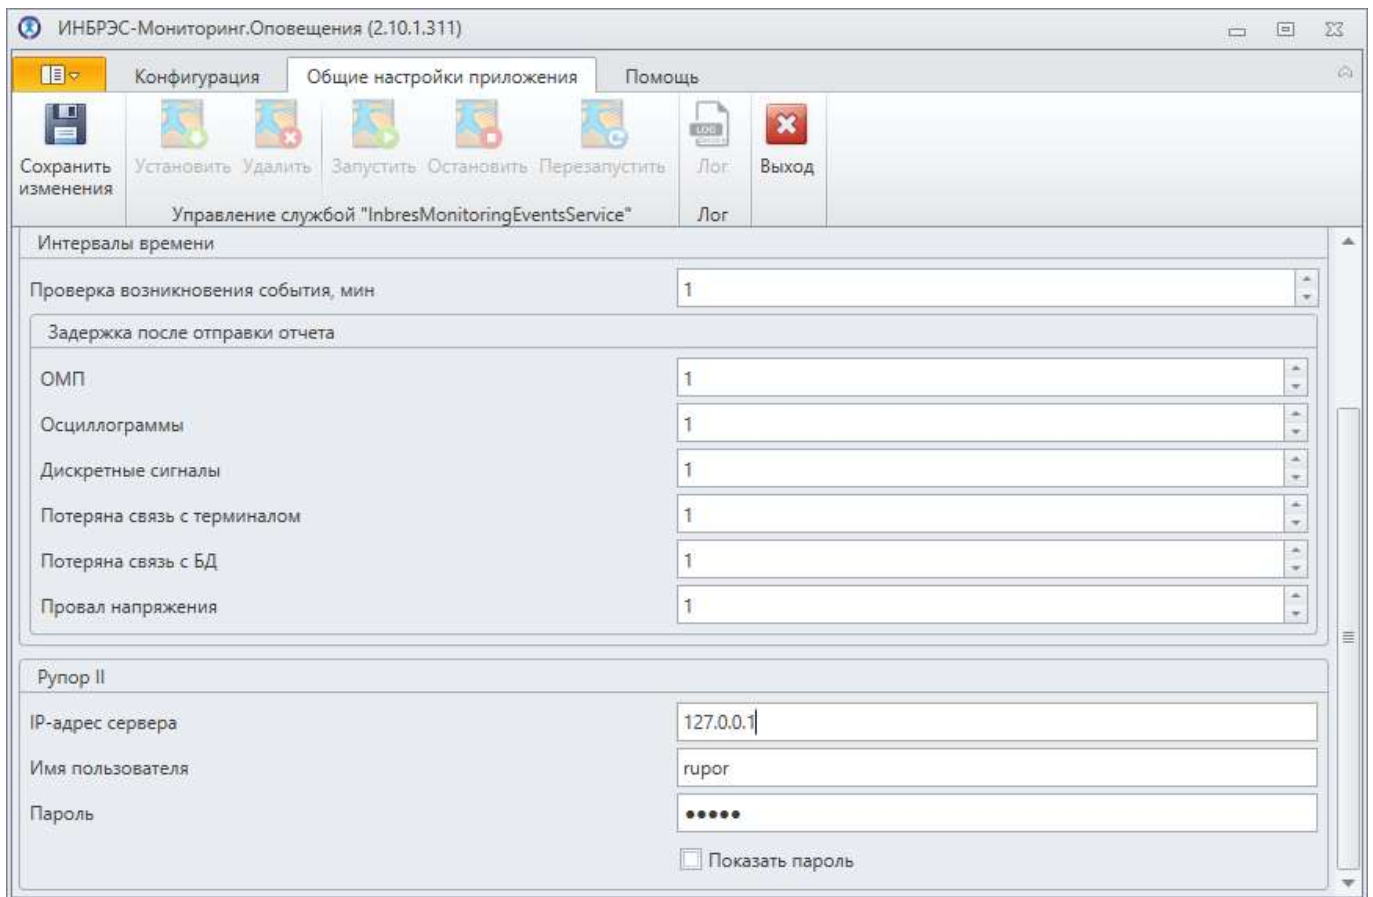 ИНБРЭС-Мониторинг.Оповещения (2.10.1.311)
Конфигурация Общие настройки приложения Помощь
LOG
Сохранить изменения
Установить Удалить Запустить Остановить Перезапустить Лог Выход
Управление службой "InbresMonitoringEventsService" Лог
Интервалы времени
Проверка возникновения события, мин 1
Задержка после отправки отчета
ОМП 1
Осциллограммы 1
Дискретные сигналы 1
Потеряна связь с терминалом 1
Потеряна связь с БД 1
Провал напряжения 1
Рупор II
IP-адрес сервера 127.0.0.1
Имя пользователя rupor
Пароль •••••
Показать пароль